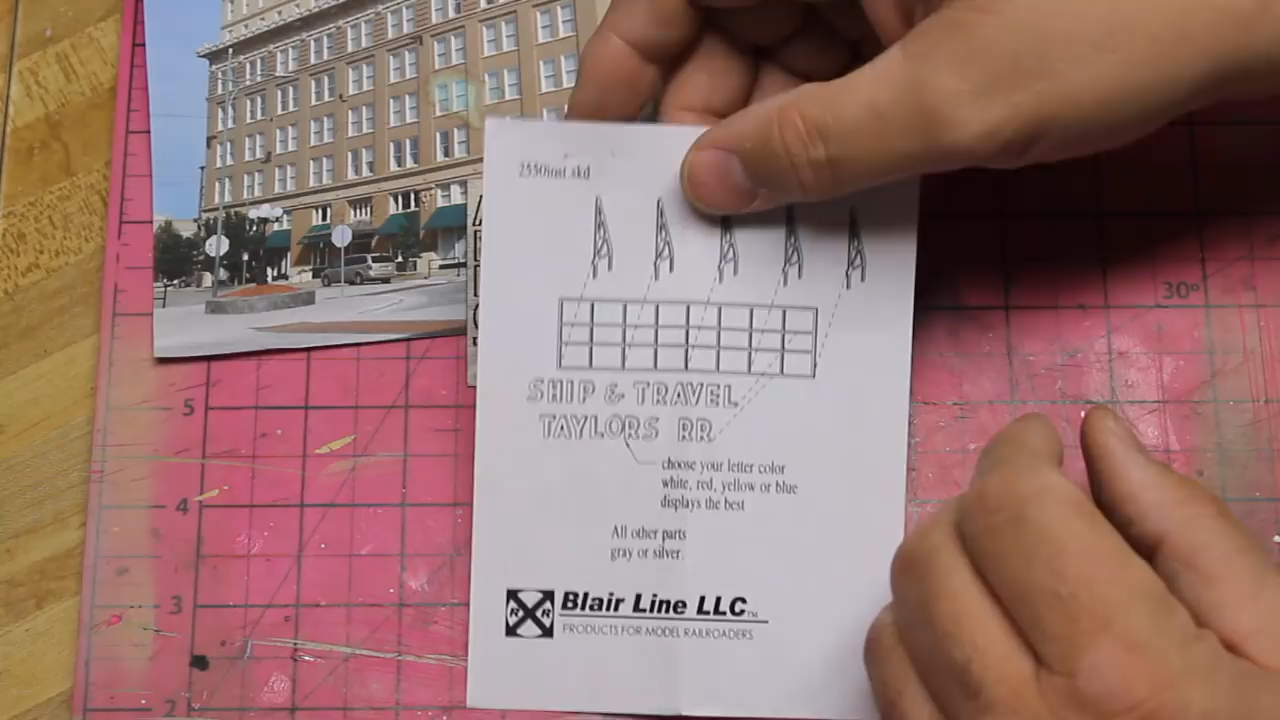 2550inst.skd
SHIP & TRAVEL
TAYLORS RR
choose your letter color
white, red, yellow or blue
displays the best
All other parts
gray or silver.
R R
Blair Line LLC™
PRODUCTS FOR MODEL RAILROADERS
30°
5
4
3
2